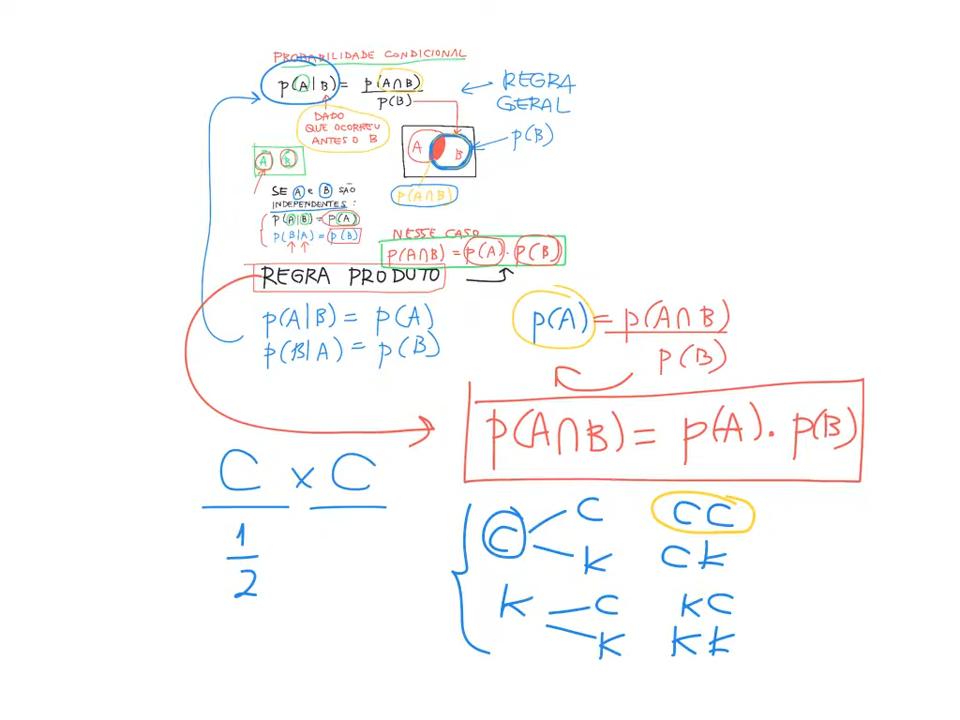 PROBABILIDADE CONDICIONAL
p(A|B) = p(A∩B) / p(B)
REGRA
GERAL
DADO
QUE OCORREU
ANTES O B
A B
p(B)
A B
p(A∩B)
SE A e B SÃO
INDEPENDENTES:
p(A|B) = p(A)
p(B|A) = p(B)
NESSE CASO
p(A∩B) = p(A) · p(B)
REGRA PRODUTO
p(A|B) = p(A)
p(B|A) = p(B)
p(A) = p(A∩B) / p(B)
p(A∩B) = p(A) · p(B)
C x C
1
2
C C CC
K CK
K C KC
K KK